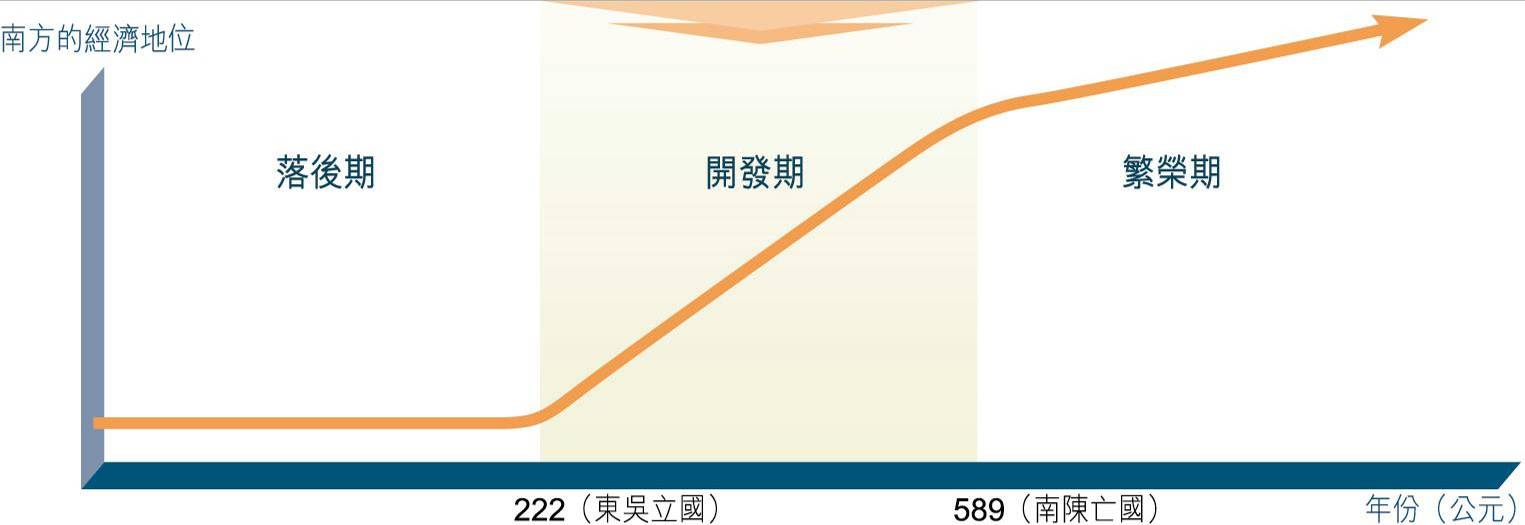 南方的經濟地位
落後期
開發期
繁榮期
222（東吳立國）
589（南陳亡國）
年份（公元）